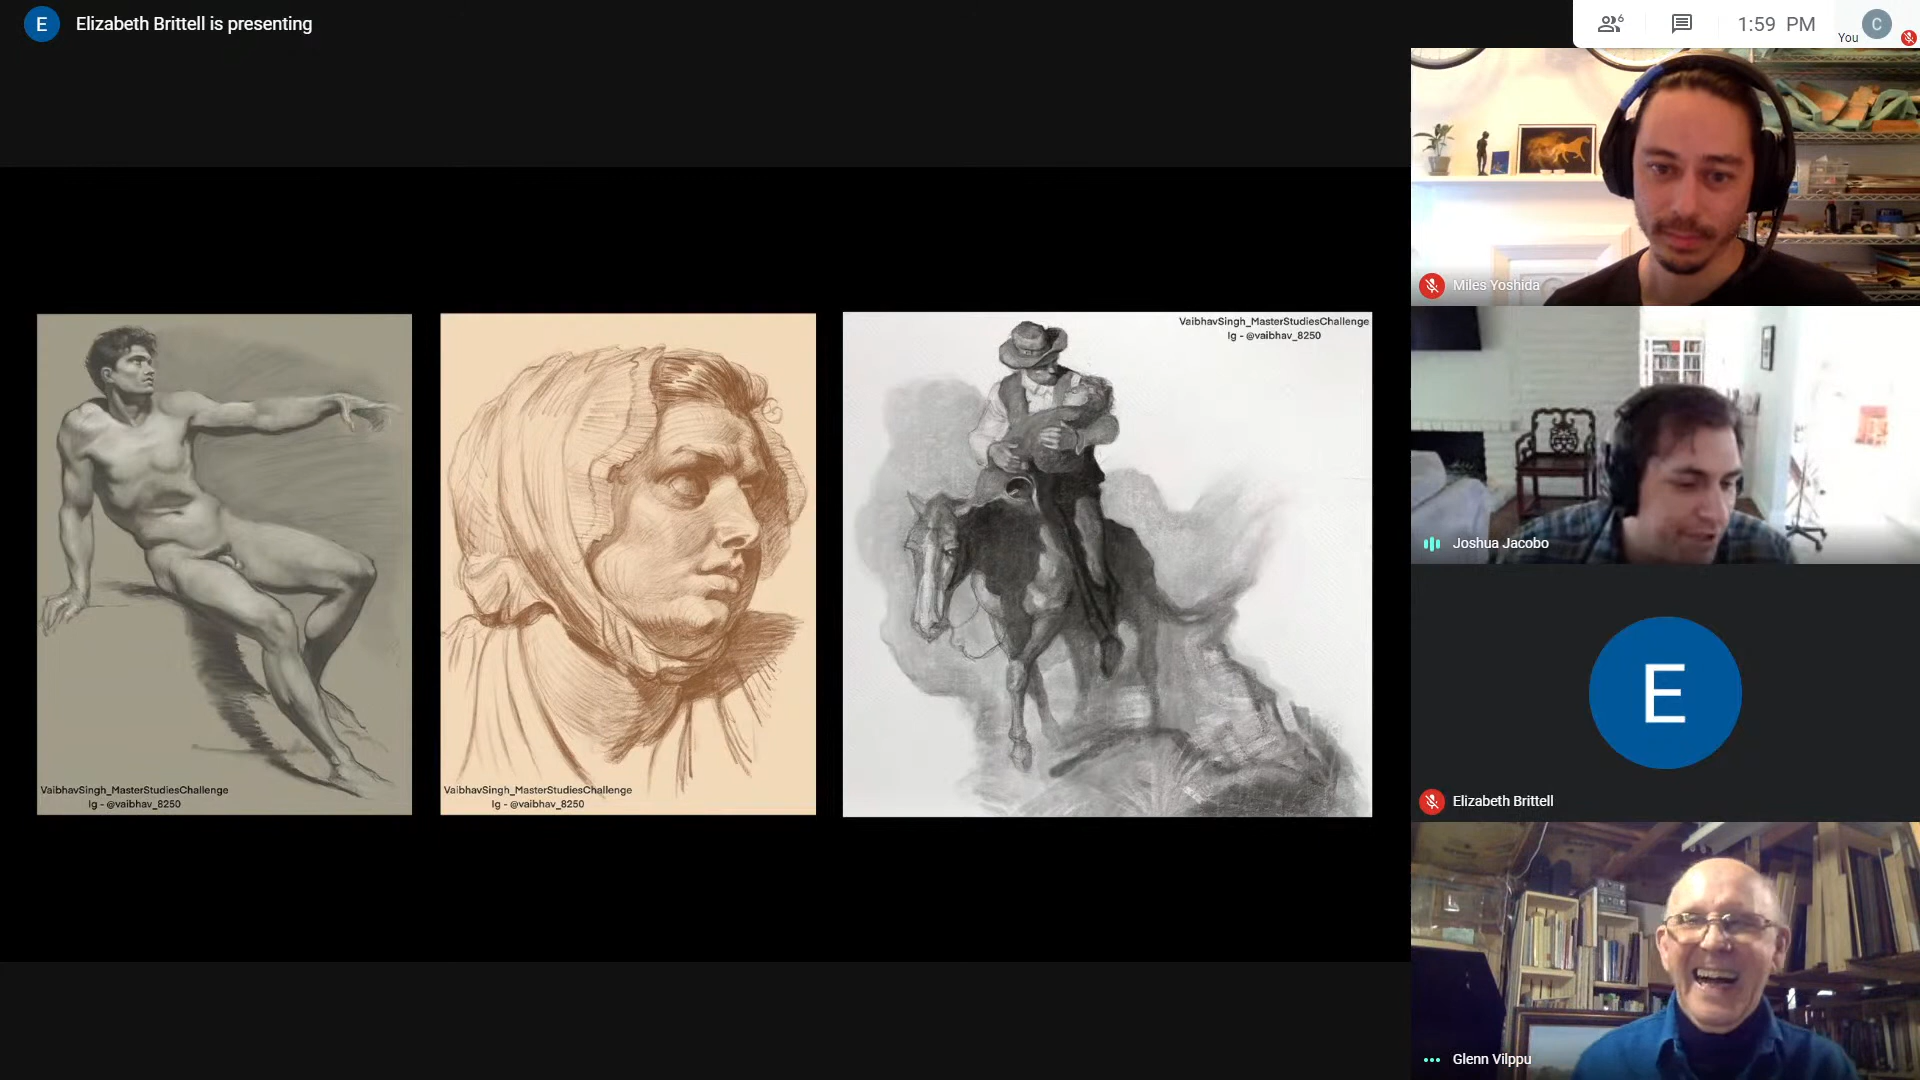 E
Elizabeth Brittell is presenting
6
1:59 PM
You
C
VaibhavSingh_MasterStudiesChallenge
Ig - @vaibhav_8250
VaibhavSingh_MasterStudiesChallenge
Ig - @vaibhav_8250
VaibhavSingh_MasterStudiesChallenge
Ig - @vaibhav_8250
Miles Yoshida
Joshua Jacobo
E
Elizabeth Brittell
Glenn Vilppu